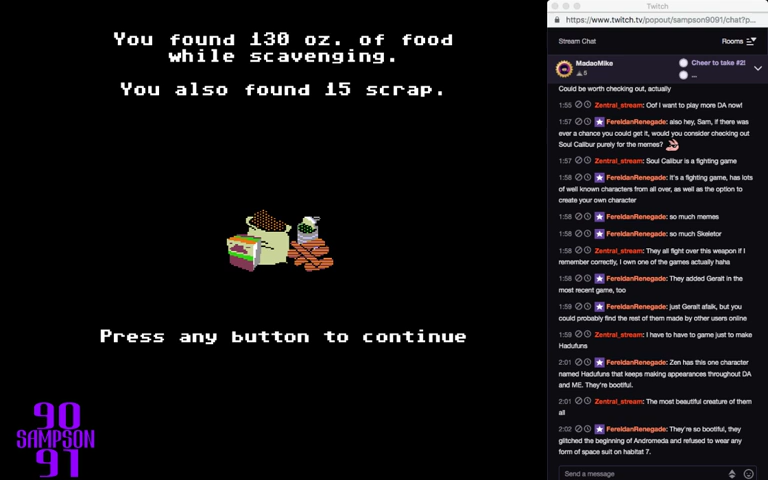 You found 130 oz. of food
while scavenging.
You also found 15 scrap.
Press any button to continue
90
SAMPSON
91
Twitch
https://www.twitch.tv/popout/sampson9091/chat?p...
Stream Chat
Rooms
MadaoMike
6
Cheer to take #2!
...
Could be worth checking out, actually
1:55 Zentral_stream: Oof I want to play more DA now!
1:57 FereldanRenegade: also hey, Sam, if there was
ever a chance you could get it, would you consider checking out
Soul Calibur purely for the memes?
1:57 Zentral_stream: Soul Calibur is a fighting game
1:58 FereldanRenegade: It's a fighting game, has lots
of well known characters from all over, as well as the option to
create your own character
1:58 FereldanRenegade: so much memes
1:58 FereldanRenegade: so much Skeletor
1:58 Zentral_stream: They all fight over this weapon if I
remember correctly, I own one of the games actually haha
1:58 FereldanRenegade: They added Geralt in the
most recent game, too
1:59 FereldanRenegade: just Geralt afaik, but you
could probably find the rest of them made by other users online
1:59 Zentral_stream: I have to have to game just to make
Hadufuns
2:01 FereldanRenegade: Zen has this one character
named Hadufuns that keeps making appearances throughout DA
and ME. They're bootiful.
2:01 Zentral_stream: The most beautiful creature of them
all
2:02 FereldanRenegade: They're so bootiful, they
glitched the beginning of Andromeda and refused to wear any
form of space suit on habitat 7.
Send a message